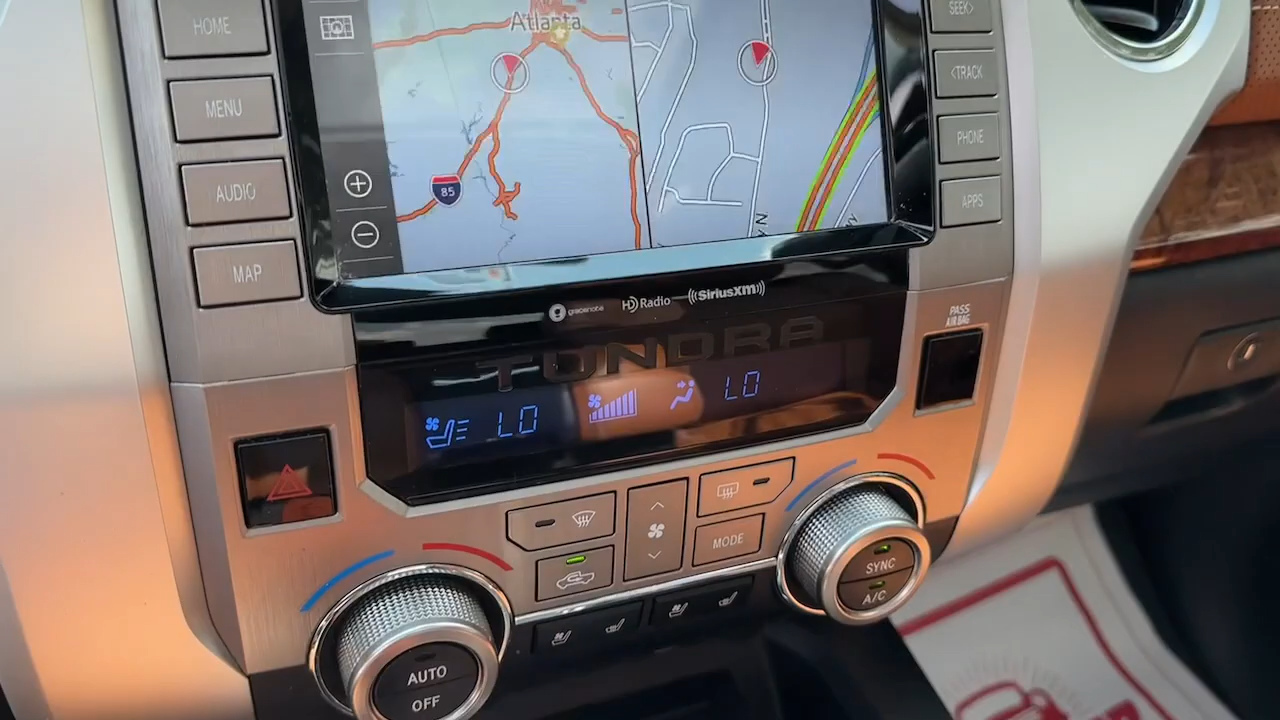 HOME
MENU
AUDIO
MAP
Atlanta
85
N
SEEK>
<TRACK
PHONE
APPS
gracenote
HD Radio
((SiriusXM))
TUNDRA
PASS
AIR BAG
LO
LO
MODE
SYNC
A/C
AUTO
OFF